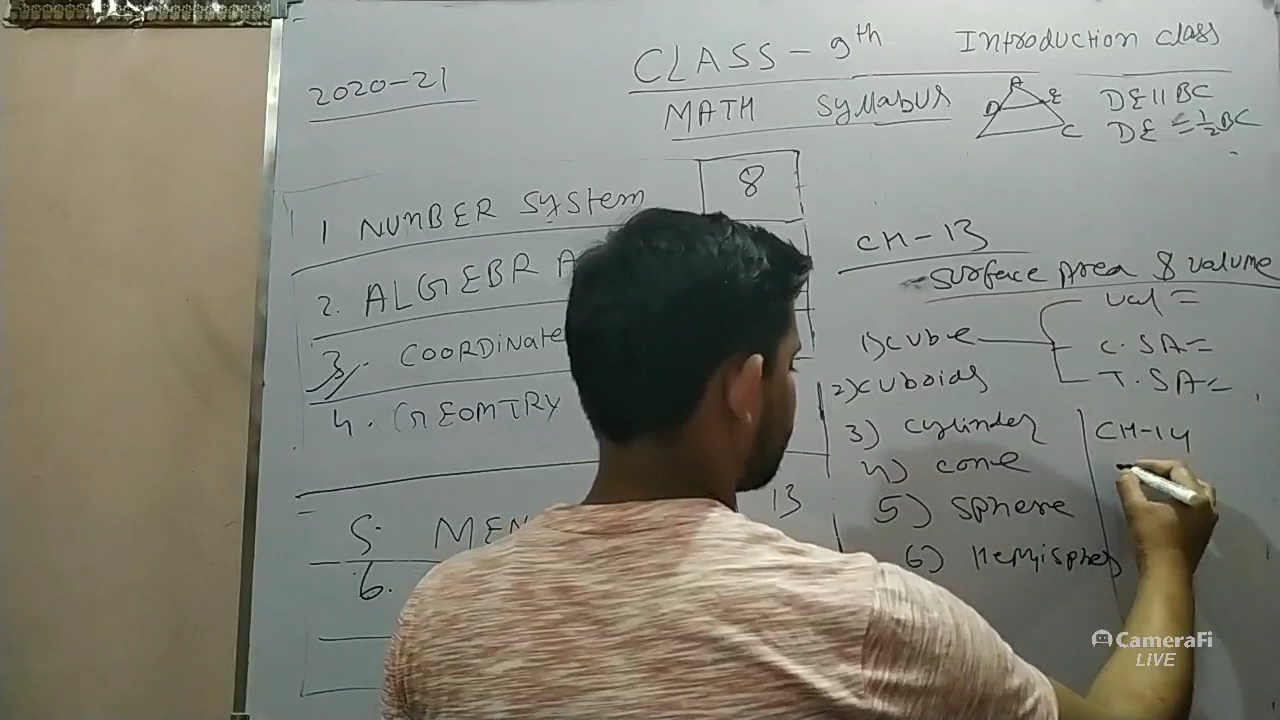 2020-21
CLASS - 9th Introduction class
MATH Syllabus
A
D E
C
DE || BC
DE = 1/2 BC
1 NUMBER System 8
2. ALGEBRA
3. COORDINATE
4. GEOMTRY
5. MEN
13
6.
CH-13
Surface Area & Volume
1) cube
Vol =
C.SA =
T.SA =
2) cuboids
3) cylinder
4) cone
5) sphere
6) Hemisphere
CH-14
CameraFi
LIVE